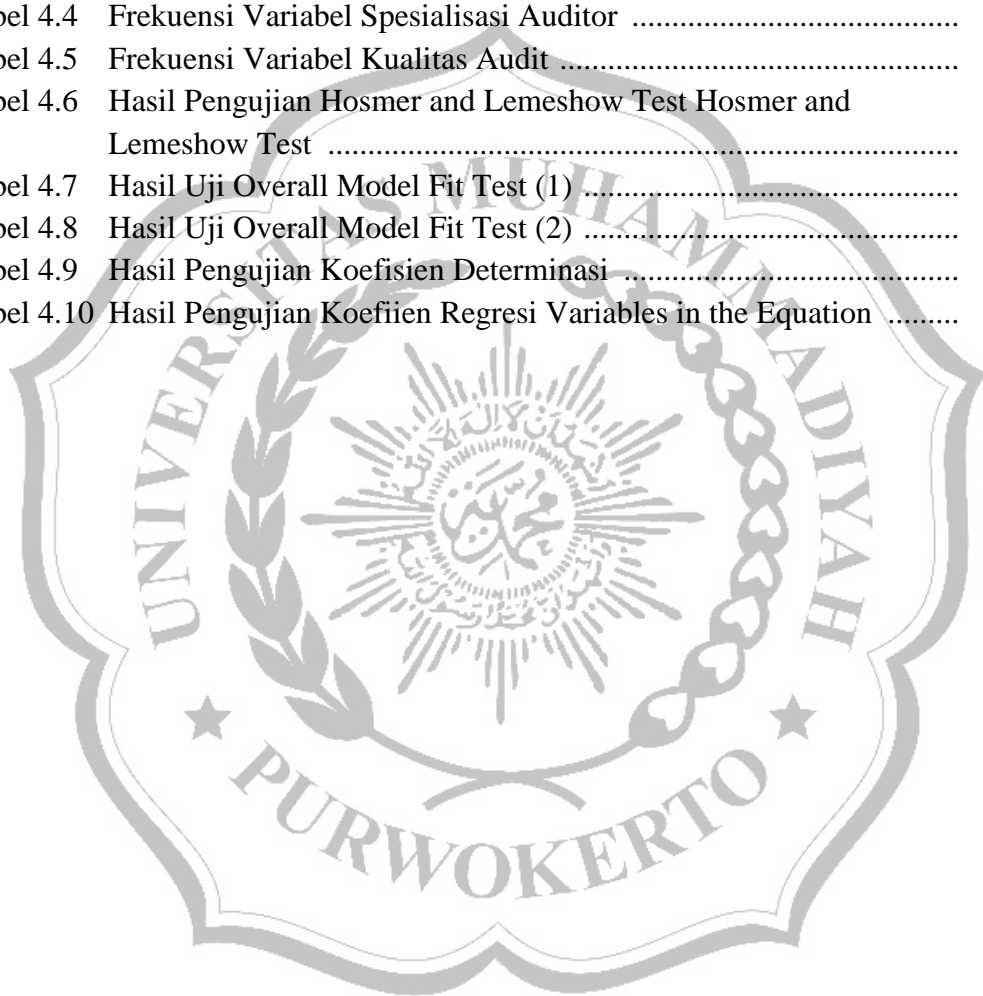 bel 4.4 Frekuensi Variabel Spesialisasi Auditor .........................................
bel 4.5 Frekuensi Variabel Kualitas Audit ..................................................
bel 4.6 Hasil Pengujian Hosmer and Lemeshow Test Hosmer and
Lemeshow Test ...............................................................................
bel 4.7 Hasil Uji Overall Model Fit Test (1) ...............................................
bel 4.8 Hasil Uji Overall Model Fit Test (2) ...............................................
bel 4.9 Hasil Pengujian Koefisien Determinasi ..........................................
bel 4.10 Hasil Pengujian Koefiien Regresi Variables in the Equation .........
UNIVERSITAS MUHAMMADIYAH
PURWOKERTO